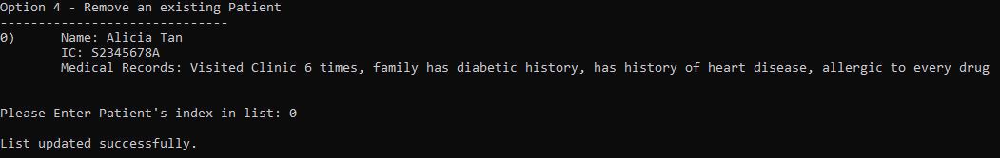 Option 4 - Remove an existing Patient
------------------------------
0) Name: Alicia Tan
IC: S2345678A
Medical Records: Visited Clinic 6 times, family has diabetic history, has history of heart disease, allergic to every drug
Please Enter Patient's index in list: 0
List updated successfully.